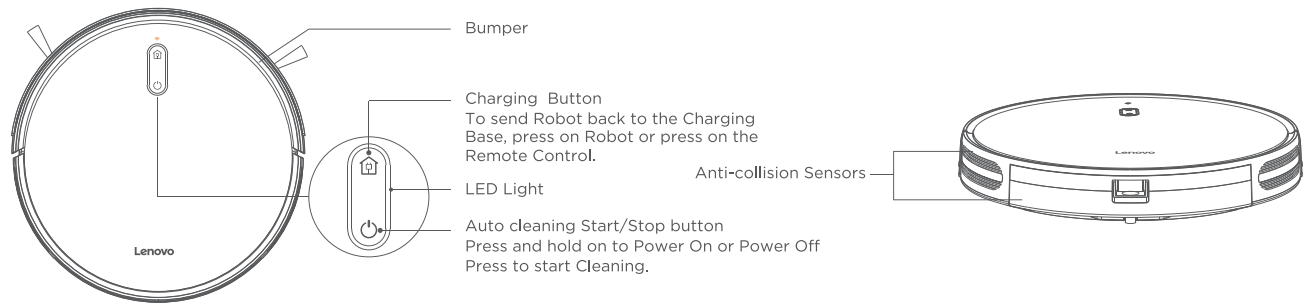 Bumper
Charging Button
To send Robot back to the Charging
Base, press on Robot or press on the
Remote Control.
LED Light
Auto cleaning Start/Stop button
Press and hold on to Power On or Power Off
Press to start Cleaning.
Lenovo
Anti-collision Sensors
Lenovo